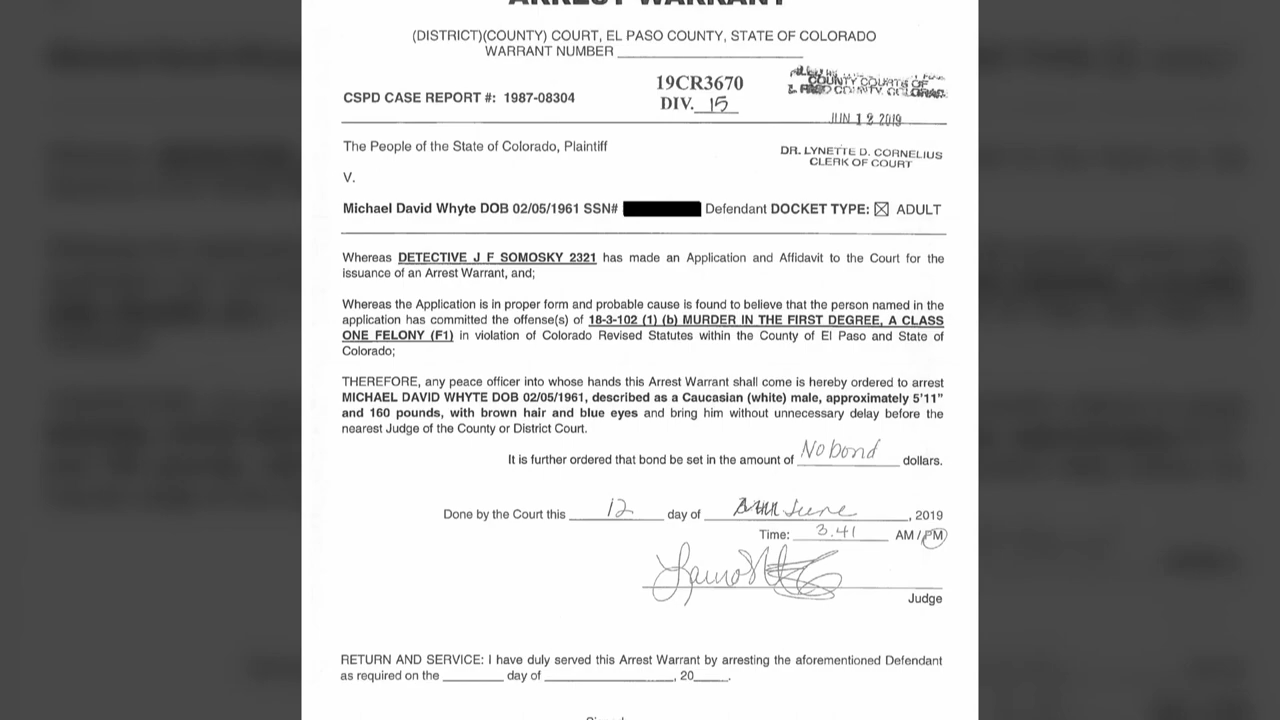 ARREST WARRANT
(DISTRICT)(COUNTY) COURT, EL PASO COUNTY, STATE OF COLORADO
WARRANT NUMBER
19CR3670
COUNTY COURTS OF
CSPD CASE REPORT #: 1987-08304
DIV. 15
EL PASO COUNTY COLORADO
JUN 12 2019
The People of the State of Colorado, Plaintiff
DR. LYNETTE D. CORNELIUS
CLERK OF COURT
V.
Michael David Whyte DOB 02/05/1961 SSN# Defendant DOCKET TYPE: ☒ ADULT
Whereas DETECTIVE J F SOMOSKY 2321 has made an Application and Affidavit to the Court for the
issuance of an Arrest Warrant, and;
Whereas the Application is in proper form and probable cause is found to believe that the person named in the
application has committed the offense(s) of 18-3-102 (1) (b) MURDER IN THE FIRST DEGREE, A CLASS
ONE FELONY (F1) in violation of Colorado Revised Statutes within the County of El Paso and State of
Colorado;
THEREFORE, any peace officer into whose hands this Arrest Warrant shall come is hereby ordered to arrest
MICHAEL DAVID WHYTE DOB 02/05/1961, described as a Caucasian (white) male, approximately 5'11"
and 160 pounds, with brown hair and blue eyes and bring him without unnecessary delay before the
nearest Judge of the County or District Court.
It is further ordered that bond be set in the amount of No bond dollars.
Done by the Court this 12 day of June, 2019
Time: 3:41 AM / PM
Judge
RETURN AND SERVICE: I have duly served this Arrest Warrant by arresting the aforementioned Defendant
as required on the day of , 20 .